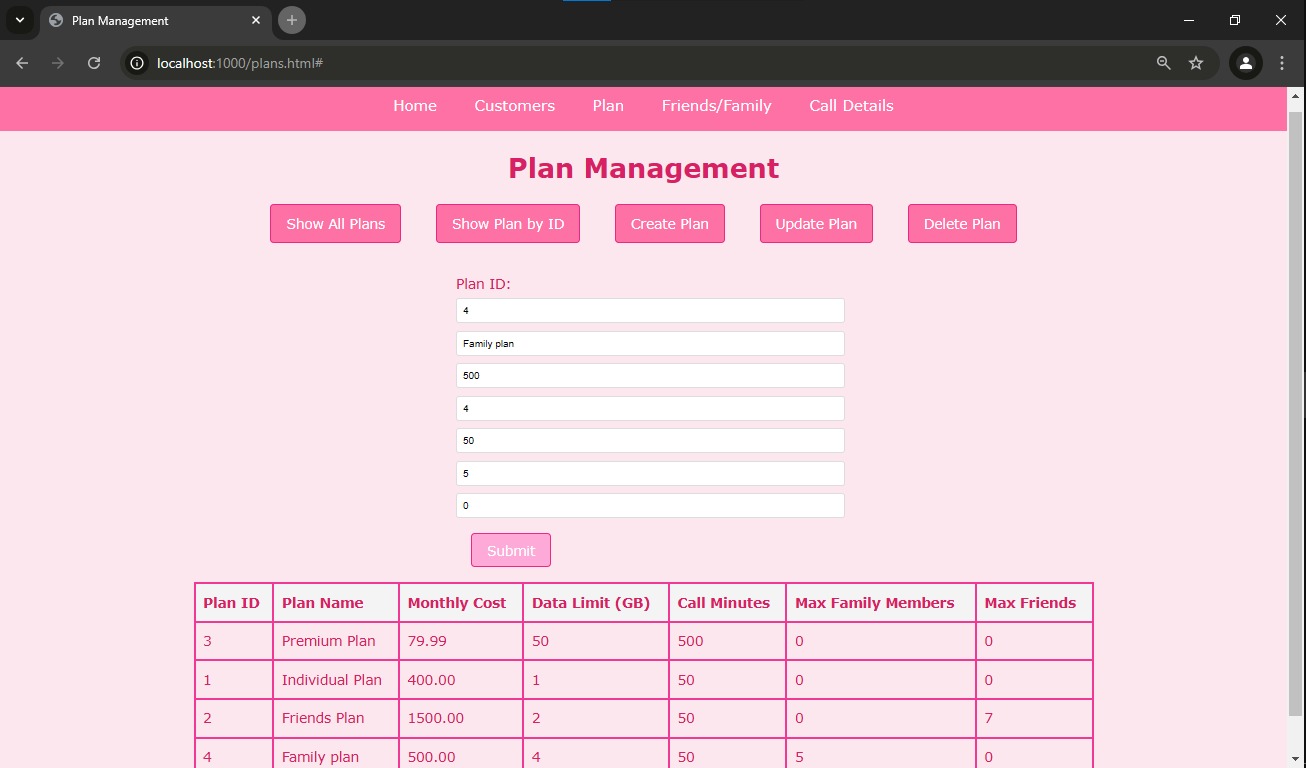 Plan Management
localhost:1000/plans.html#
Home Customers Plan Friends/Family Call Details
Plan Management
Show All Plans Show Plan by ID Create Plan Update Plan Delete Plan
Plan ID:
4
Family plan
500
4
50
5
0
Submit
Plan ID Plan Name Monthly Cost Data Limit (GB) Call Minutes Max Family Members Max Friends
3 Premium Plan 79.99 50 500 0 0
1 Individual Plan 400.00 1 50 0 0
2 Friends Plan 1500.00 2 50 0 7
4 Family plan 500.00 4 50 5 0